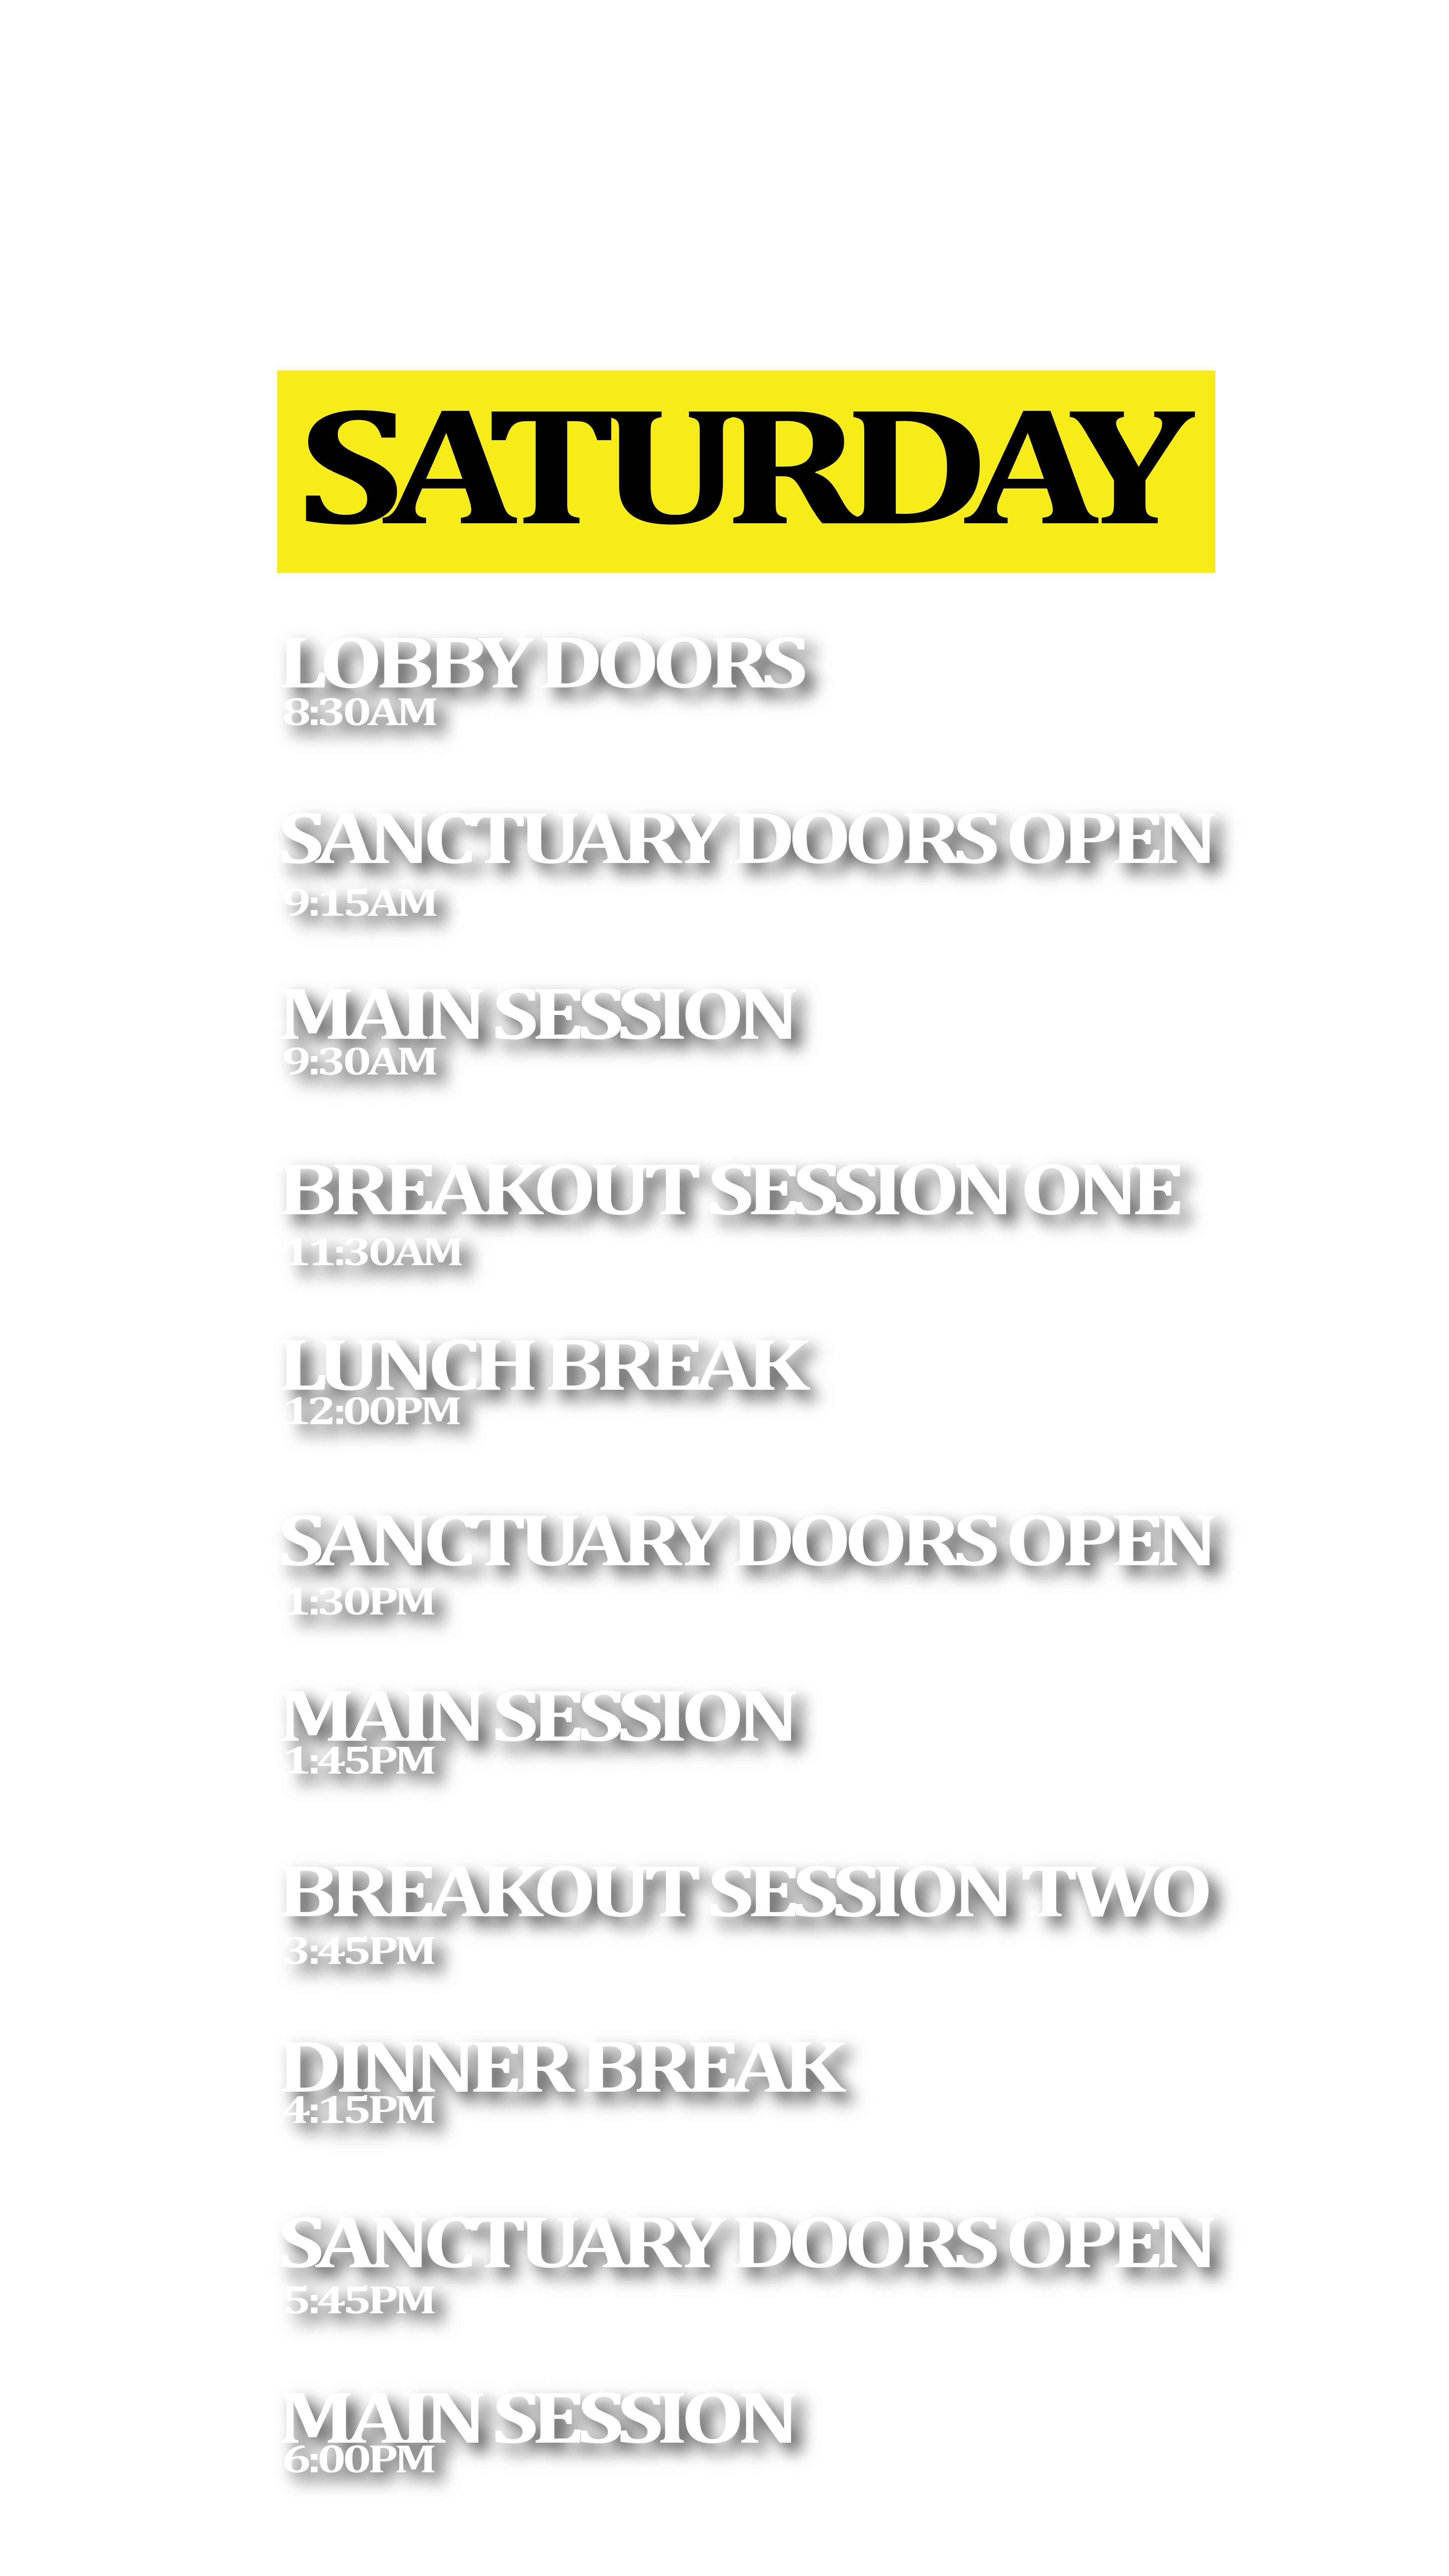 SATURDAY
LOBBY DOORS
8:30AM
SANCTUARY DOORS OPEN
9:15AM
MAIN SESSION
9:30AM
BREAKOUT SESSION ONE
11:30AM
LUNCH BREAK
12:00PM
SANCTUARY DOORS OPEN
1:30PM
MAIN SESSION
1:45PM
BREAKOUT SESSION TWO
3:45PM
DINNER BREAK
4:15PM
SANCTUARY DOORS OPEN
5:45PM
MAIN SESSION
6:00PM